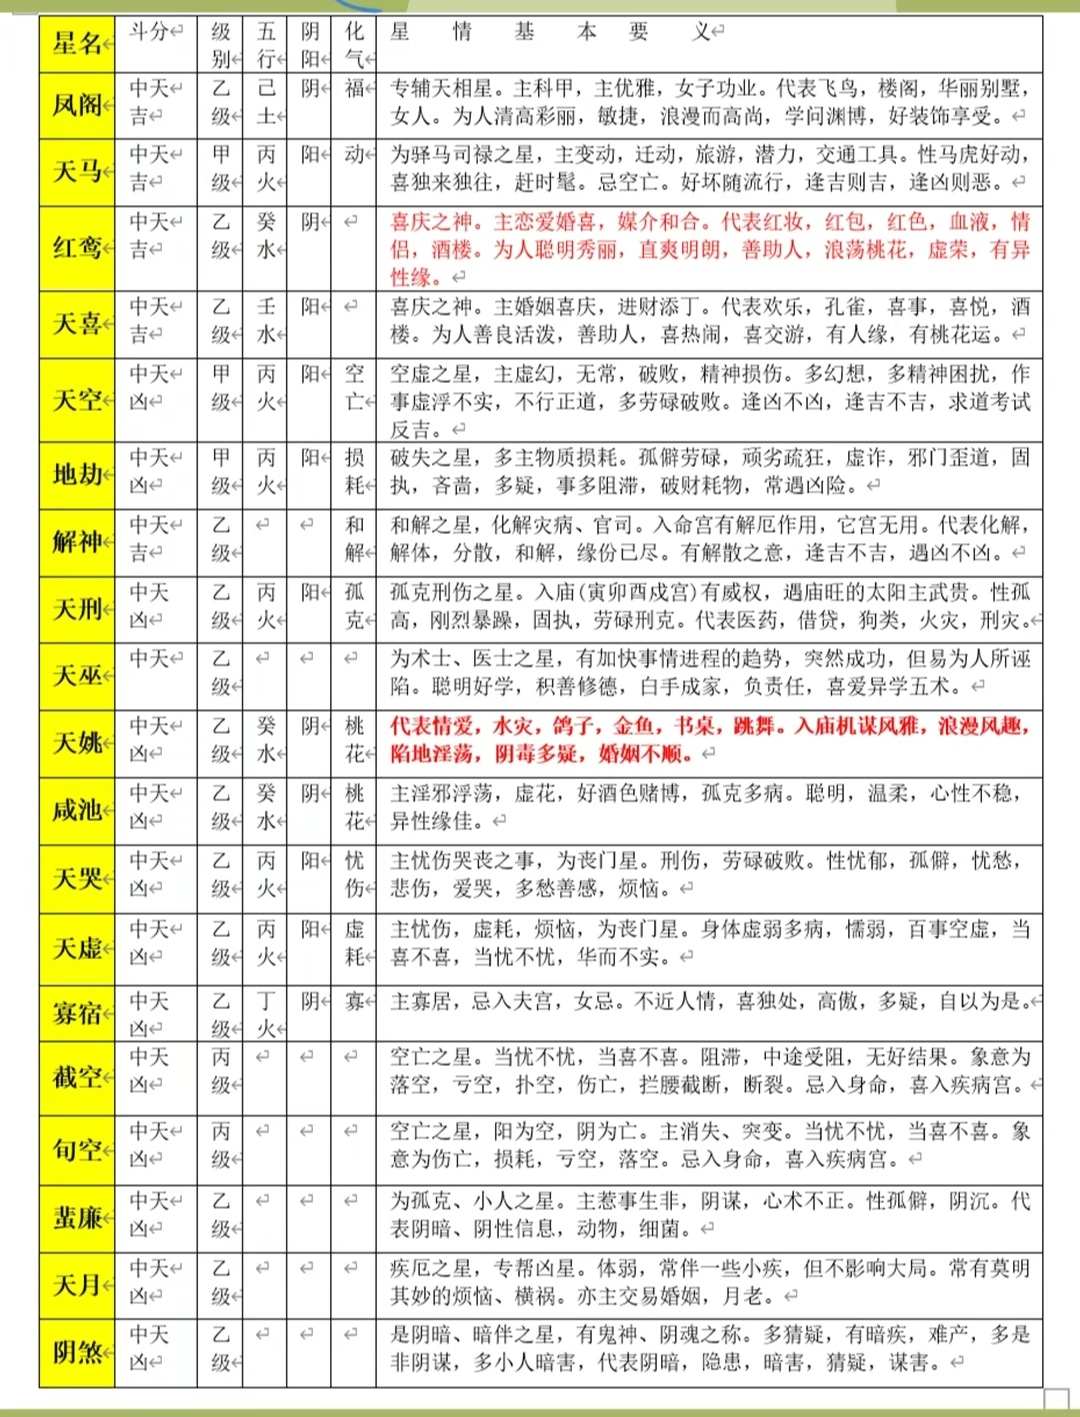 星名 斗分 级别 五行 阴阳 化气 星情基本要义
凤阁 中天吉 乙级 己土 阴 福 专辅天相星。主科甲，主优雅，女子功业。代表飞鸟，楼阁，华丽别墅，
女人。为人清高彩丽，敏捷，浪漫而高尚，学问渊博，好装饰享受。
天马 中天吉 甲级 丙火 阳 动 为驿马司禄之星，主变动，迁动，旅游，潜力，交通工具。性马虎好动，
喜独来独往，赶时髦。忌空亡。好坏随流行，逢吉则吉，逢凶则恶。
红鸾 中天吉 乙级 癸水 阴 喜庆之神。主恋爱婚喜，媒介和合。代表红妆，红包，红色，血液，情
侣，酒楼。为人聪明秀丽，直爽明朗，善助人，浪荡桃花，虚荣，有异
性缘。
天喜 中天吉 乙级 壬水 阳 喜庆之神。主婚姻喜庆，进财添丁。代表欢乐，孔雀，喜事，喜悦，酒
楼。为人善良活泼，善助人，喜热闹，喜交游，有人缘，有桃花运。
天空 中天凶 甲级 丙火 阳 空亡 空虚之星，主虚幻，无常，破败，精神损伤。多幻想，多精神困扰，作
事虚浮不实，不行正道，多劳碌破败。逢凶不凶，逢吉不吉，求道考试
反吉。
地劫 中天凶 甲级 丙火 阳 损耗 破失之星，多主物质损耗。孤僻劳碌，顽劣疏狂，虚诈，邪门歪道，固
执，吝啬，多疑，事多阻滞，破财耗物，常遇凶险。
解神 中天吉 乙级 和解 和解之星，化解灾病、官司。入命宫有解厄作用，它宫无用。代表化解，
解体，分散，和解，缘份已尽。有解散之意，逢吉不吉，遇凶不凶。
天刑 中天凶 乙级 丙火 阳 孤克 孤克刑伤之星。入庙(寅卯酉戍宫)有威权，遇庙旺的太阳主武贵。性孤
高，刚烈暴躁，固执，劳碌刑克。代表医药，借贷，狗类，火灾，刑灾。
天巫 中天 乙级 为术士、医士之星，有加快事情进程的趋势，突然成功，但易为人所诬
陷。聪明好学，积善修德，白手成家，负责任，喜爱异学五术。
天姚 中天凶 乙级 癸水 阴 桃花 代表情爱，水灾，鸽子，金鱼，书桌，跳舞。入庙机谋风雅，浪漫风趣，
陷地淫荡，阴毒多疑，婚姻不顺。
咸池 中天凶 乙级 癸水 阴 桃花 主淫邪浮荡，虚花，好酒色赌博，孤克多病。聪明，温柔，心性不稳，
异性缘佳。
天哭 中天凶 乙级 丙火 阳 忧伤 主忧伤哭丧之事，为丧门星。刑伤，劳碌破败。性忧郁，孤僻，忧愁，
悲伤，爱哭，多愁善感，烦恼。
天虚 中天凶 乙级 丙火 阳 虚耗 主忧伤，虚耗，烦恼，为丧门星。身体虚弱多病，懦弱，百事空虚，当
喜不喜，当忧不忧，华而不实。
寡宿 中天凶 乙级 丁火 阴 寡 主寡居，忌入夫宫，女忌。不近人情，喜独处，高傲，多疑，自以为是。
截空 中天凶 丙级 空亡之星。当忧不忧，当喜不喜。阻滞，中途受阻，无好结果。象意为
落空，亏空，扑空，伤亡，拦腰截断，断裂。忌入身命，喜入疾病宫。
旬空 中天凶 丙级 空亡之星，阳为空，阴为亡。主消失、突变。当忧不忧，当喜不喜。象
意为伤亡，损耗，亏空，落空。忌入身命，喜入疾病宫。
蜚廉 中天凶 乙级 为孤克、小人之星。主惹事生非，阴谋，心术不正。性孤僻，阴沉。代
表阴暗、阴性信息，动物，细菌。
天月 中天凶 乙级 疾厄之星，专帮凶星。体弱，常伴一些小疾，但不影响大局。常有莫明
其妙的烦恼、横祸。亦主交易婚姻，月老。
阴煞 中天凶 乙级 是阴暗、暗伴之星，有鬼神、阴魂之称。多猜疑，有暗疾，难产，多是
非阴谋，多小人暗害，代表阴暗，隐患，暗害，猜疑，谋害。